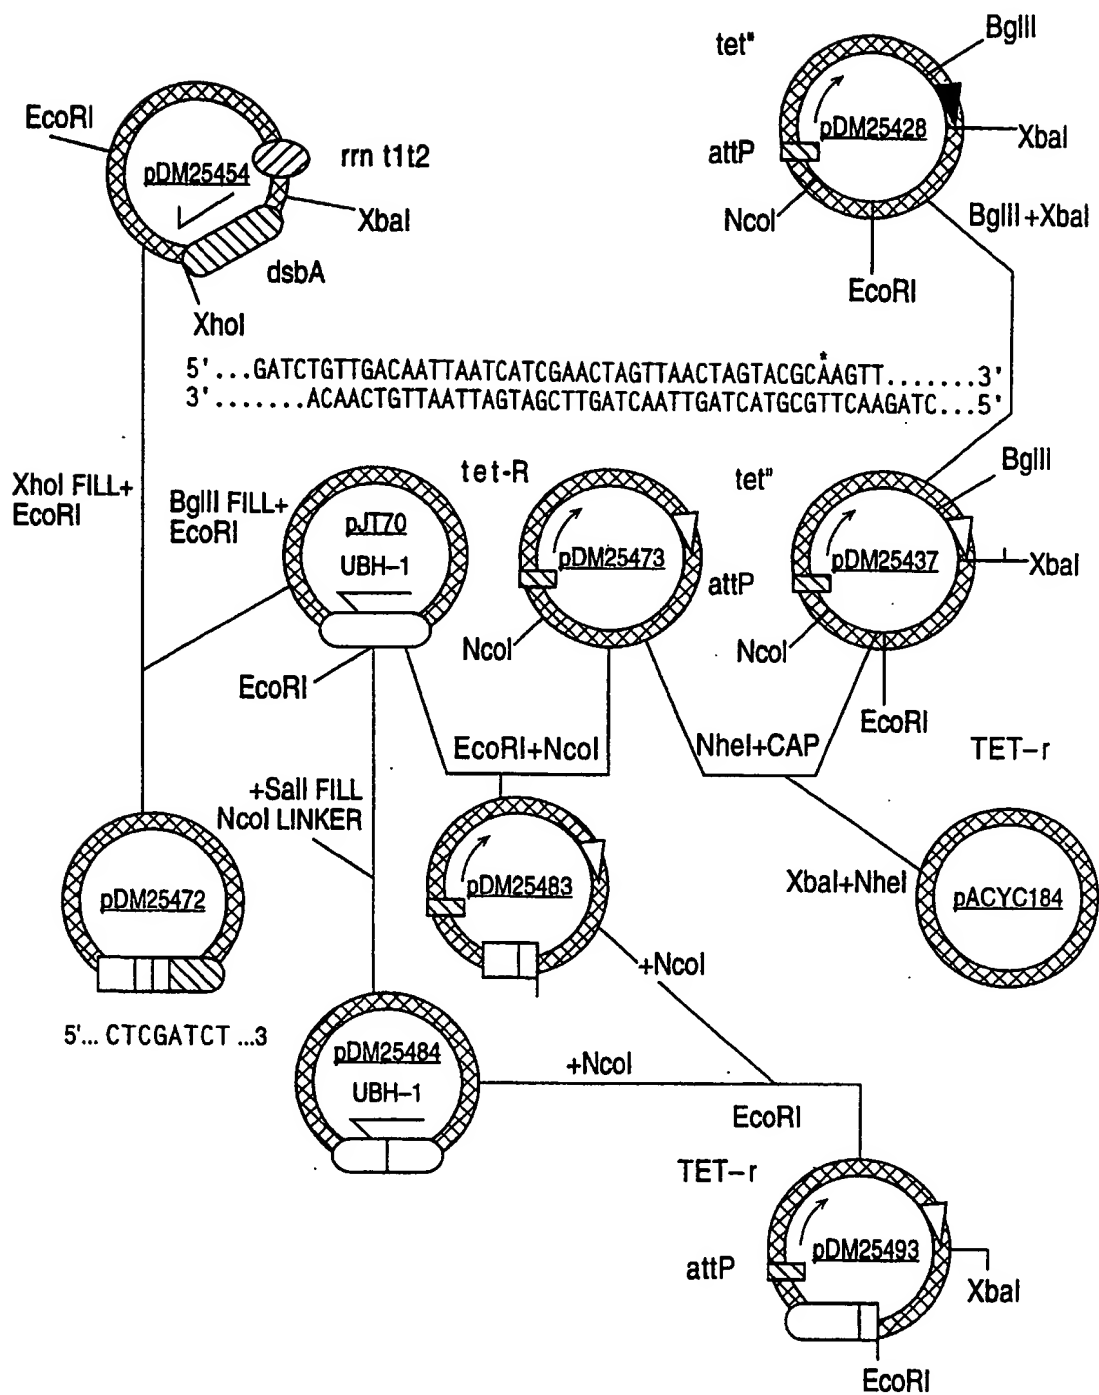 tet"
BglII
EcoRI
pDM25454
rrn t1t2
XbaI
dsbA
XhoI
pDM25428
attP
XbaI
NcoI
BglII+XbaI
EcoRI
*
5'...GATCTGTTGACAATTAATCATCGAACTAGTTAACTAGTACGCAAGTT.......3'
3'.......ACAACTGTTAATTAGTAGCTTGATCAATTGATCATGCGTTCAAGATC...5'
XhoI FILL+
EcoRI
BglII FILL+
EcoRI
pJT70
UBH-1
EcoRI
tet-R
pDM25473
NcoI
tet"
BglII
attP
pDM25437
XbaI
NcoI
EcoRI
EcoRI+NcoI
NheI+CAP
TET-r
+SalI FILL
NcoI LINKER
pDM25472
pDM25483
XbaI+NheI
pACYC184
+NcoI
5'... CTCGATCT ...3
pDM25484
UBH-1
+NcoI
EcoRI
TET-r
pDM25493
attP
XbaI
EcoRI